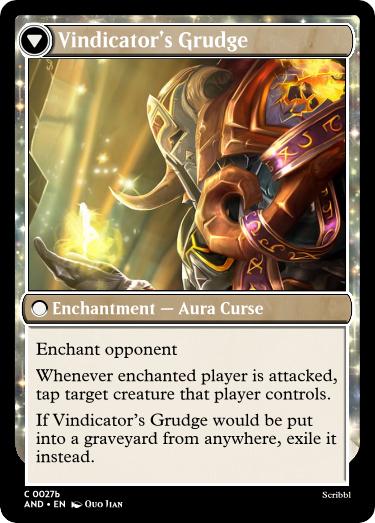 Vindicator's Grudge
Enchantment — Aura Curse
Enchant opponent
Whenever enchanted player is attacked,
tap target creature that player controls.
If Vindicator's Grudge would be put
into a graveyard from anywhere, exile it
instead.
C 0027b
Scribbl
AND • EN Ouo Jian